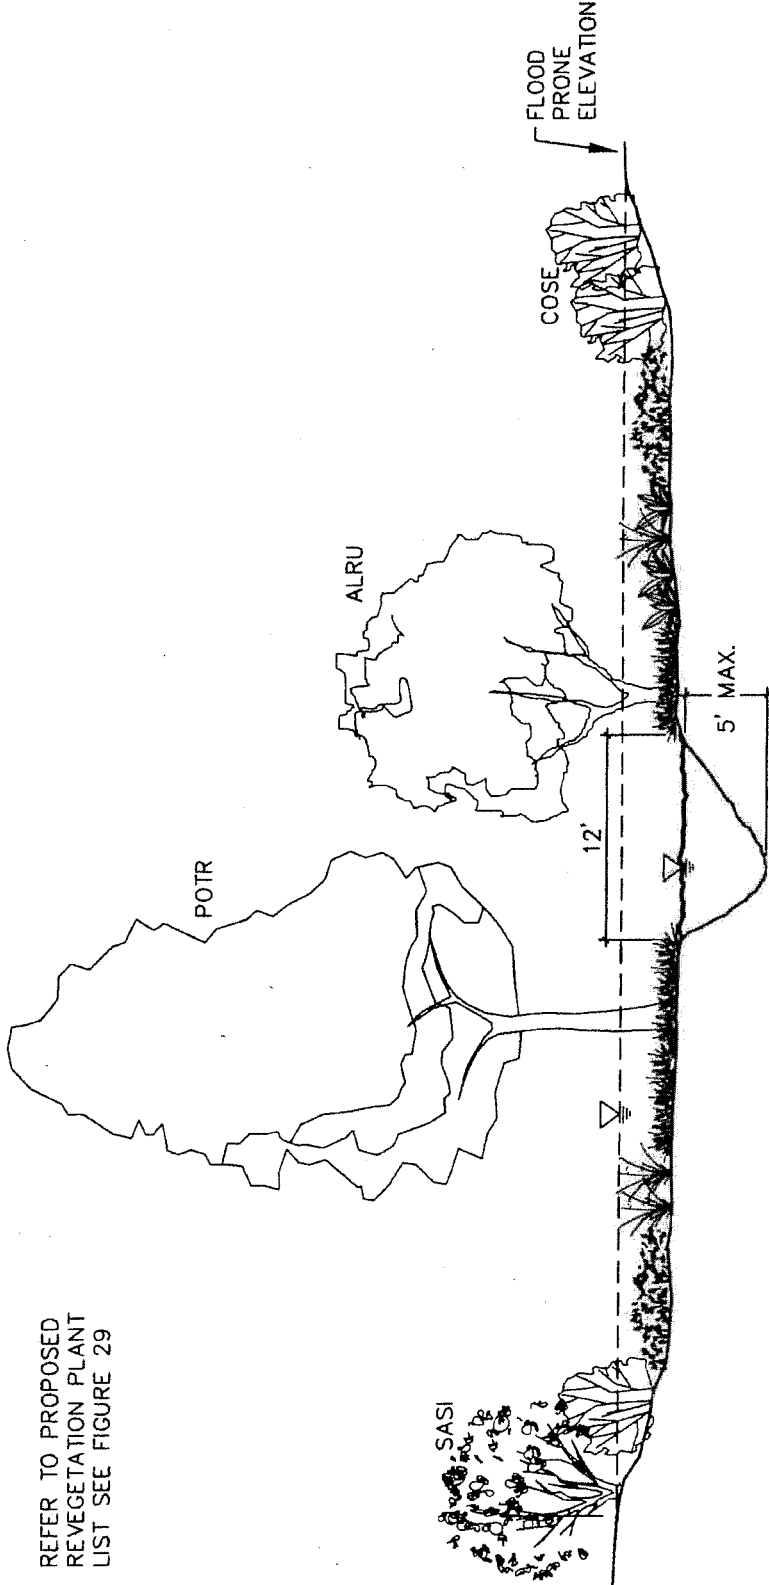 REFER TO PROPOSED
REVEGETATION PLANT
LIST SEE FIGURE 29
SASI
POTR
ALRU
COSE
FLOOD
PRONE
ELEVATION
12'
5' MAX.